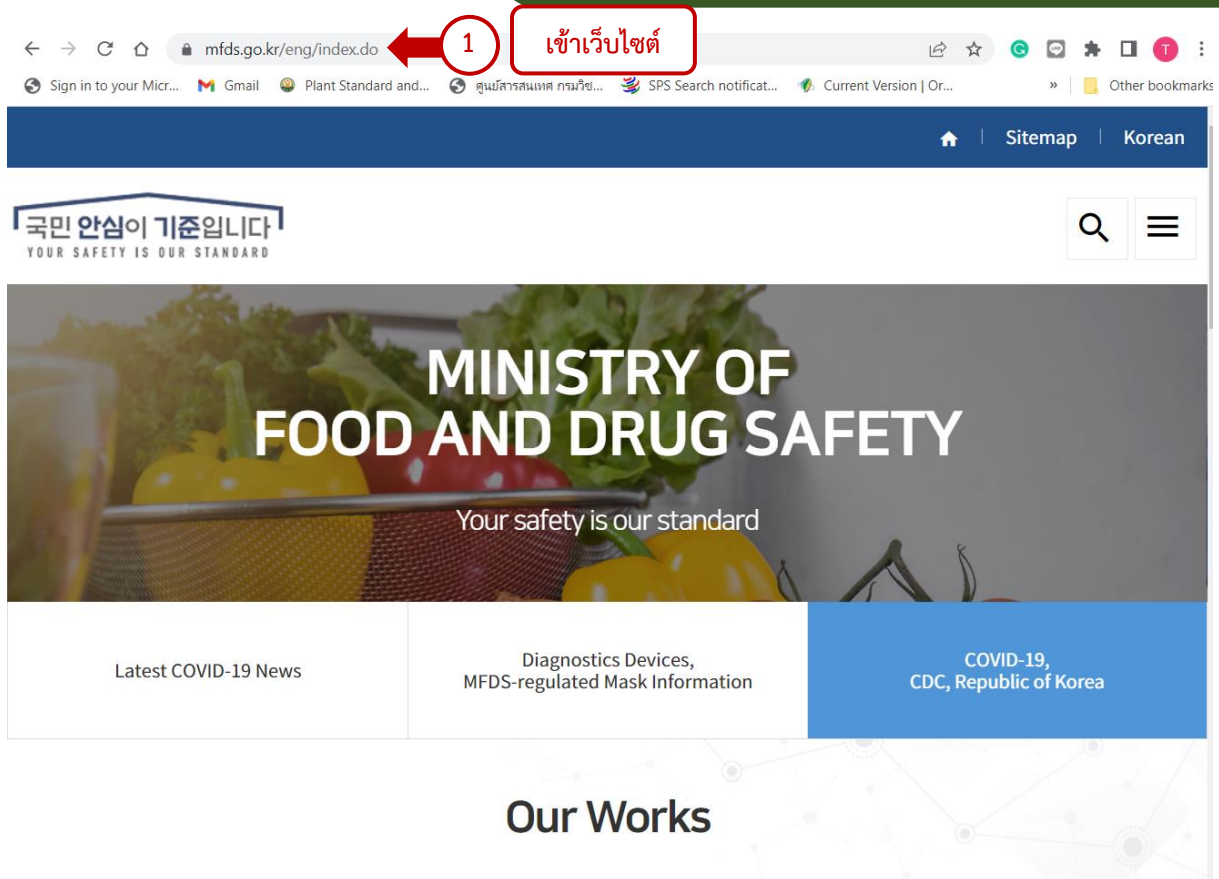 1
เข้าเว็บไซต์
mfds.go.kr/eng/index.do
T
Sign in to your Micr...
Gmail
Plant Standard and...
ศูนย์สารสนเทศ กรมวิช...
SPS Search notificat...
Current Version | Or...
»
Other bookmarks
Sitemap
Korean
국민 안심이 기준입니다
YOUR SAFETY IS OUR STANDARD
MINISTRY OF
FOOD AND DRUG SAFETY
Your safety is our standard
Latest COVID-19 News
Diagnostics Devices,
MFDS-regulated Mask Information
COVID-19,
CDC, Republic of Korea
Our Works